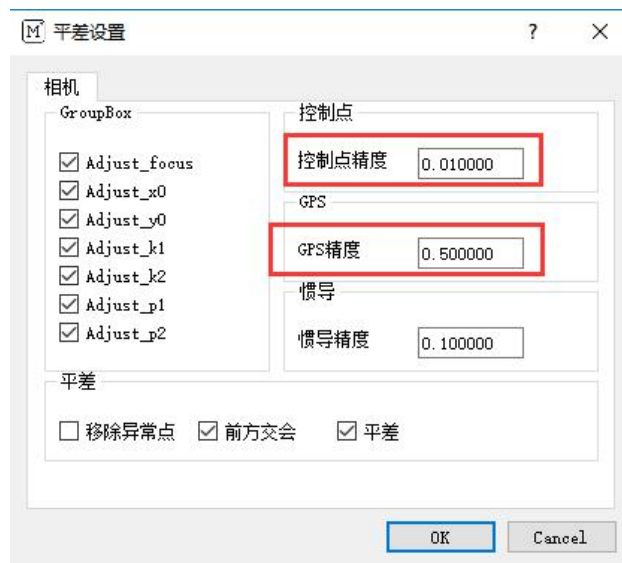 M 平差设置 ? ×
相机
GroupBox
Adjust_focus
Adjust_x0
Adjust_y0
Adjust_k1
Adjust_k2
Adjust_p1
Adjust_p2
控制点
控制点精度 0.010000
GPS
GPS精度 0.500000
惯导
惯导精度 0.100000
平差
移除异常点 前方交会 平差
OK Cancel